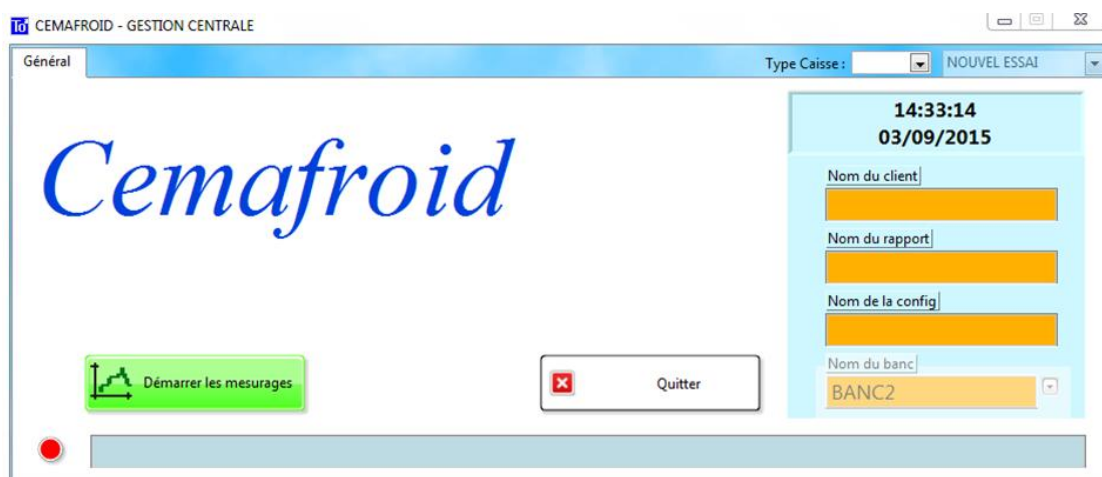 CEMAFROID - GESTION CENTRALE
Général
Type Caisse :
NOUVEL ESSAI
14:33:14
03/09/2015
Cemafroid
Nom du client
Nom du rapport
Nom de la config
Nom du banc
BANC2
Démarrer les mesurages
Quitter